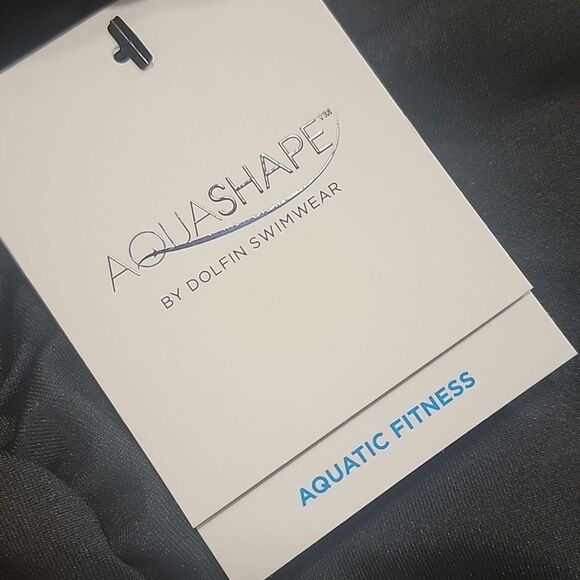 AQUASHAPE™
BY DOLFIN SWIMWEAR
AQUATIC FITNESS